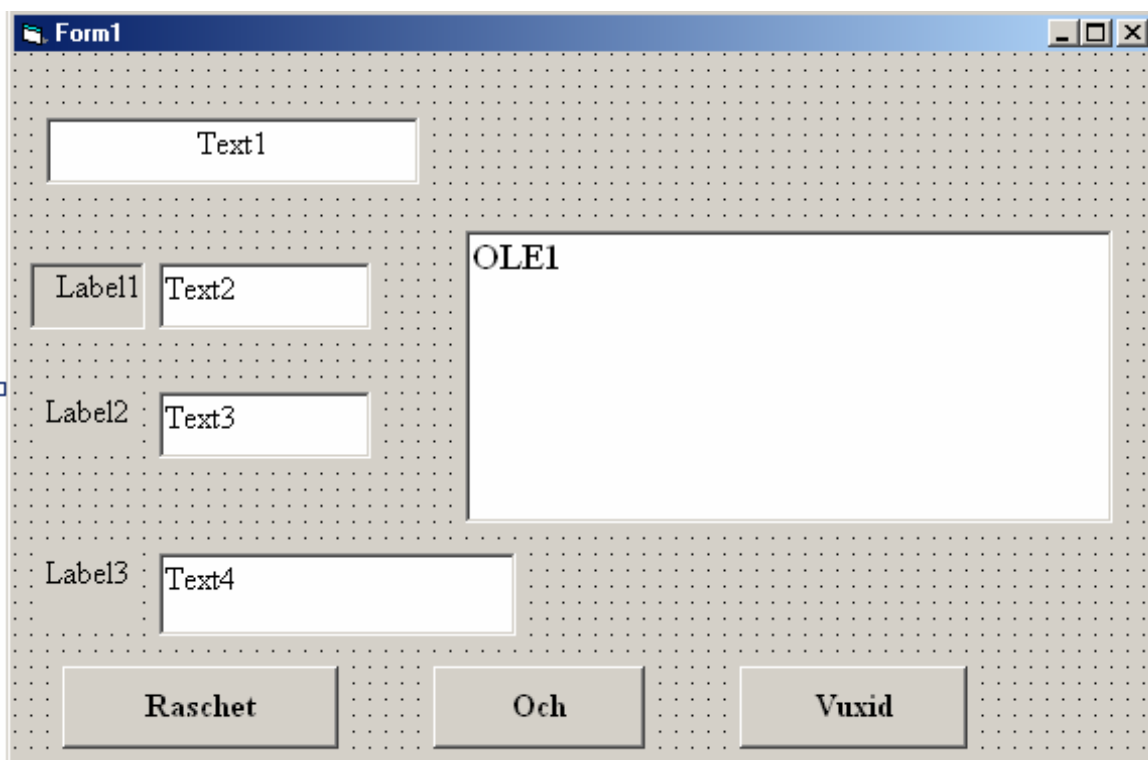 Form1
Text1
OLE1
Label1 Text2
Label2 Text3
Label3 Text4
Raschet Och Vuxid